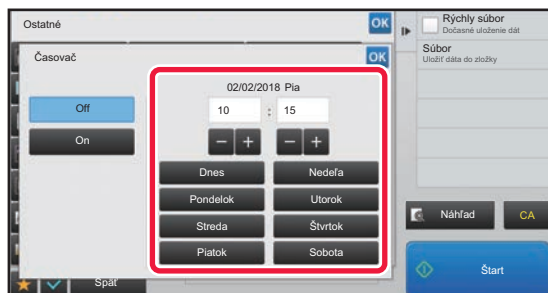 Ostatné
OK
Rýchly súbor
Dočasné uloženie dát
Časovač
OK
Súbor
Uložiť dáta do zložky
02/02/2018 Pia
Off
10 : 15
On
− +
− +
Dnes
Nedeľa
Pondelok
Utorok
Streda
Štvrtok
Piatok
Sobota
Náhľad
CA
Späť
Štart